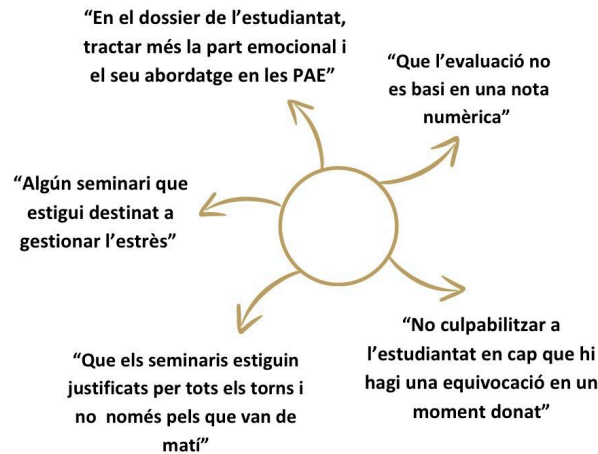 “En el dossier de l’estudiantat,
tractar més la part emocional i
el seu abordatge en les PAE”
“Que l’evaluació no
es basi en una nota
numèrica”
“Algún seminari que
estigui destinat a
gestionar l’estrès”
“No culpabilitzar a
l’estudiantat en cap que hi
hagi una equivocació en un
moment donat”
“Que els seminaris estiguin
justificats per tots els torns i
no només pels que van de
matí”